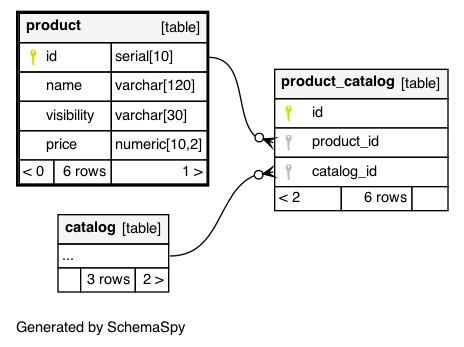 product [table]
id serial[10]
name varchar[120]
visibility varchar[30]
price numeric[10,2]
< 0 6 rows 1 >
product_catalog [table]
id
product_id
catalog_id
< 2 6 rows
catalog [table]
...
3 rows 2 >
Generated by SchemaSpy